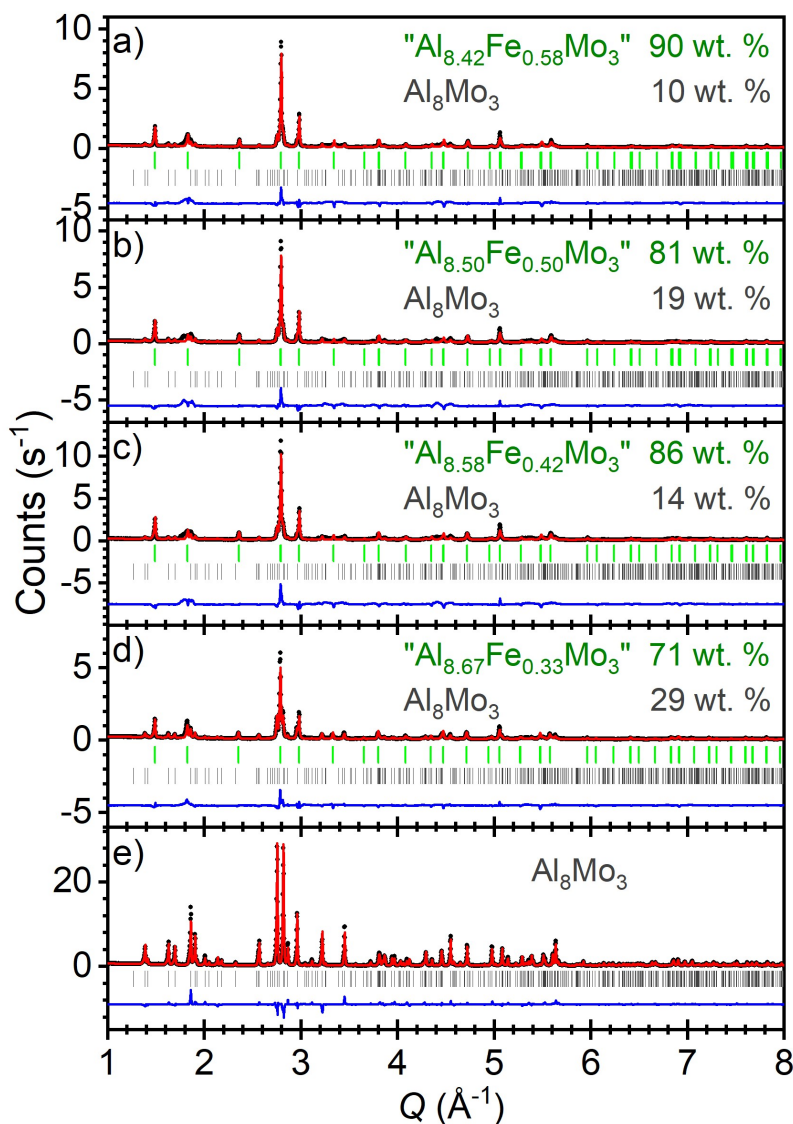 a) "Al₈.₄₂Fe₀.₅₈Mo₃" 90 wt. %
Al₈Mo₃ 10 wt. %
10
5
0
-5
b) "Al₈.₅₀Fe₀.₅₀Mo₃" 81 wt. %
Al₈Mo₃ 19 wt. %
10
5
0
-5
c) "Al₈.₅₈Fe₀.₄₂Mo₃" 86 wt. %
Al₈Mo₃ 14 wt. %
10
5
0
-5
d) "Al₈.₆₇Fe₀.₃₃Mo₃" 71 wt. %
Al₈Mo₃ 29 wt. %
5
0
-5
e) Al₈Mo₃
20
0
Counts (s⁻¹)
1 2 3 4 5 6 7 8
Q (Å⁻¹)